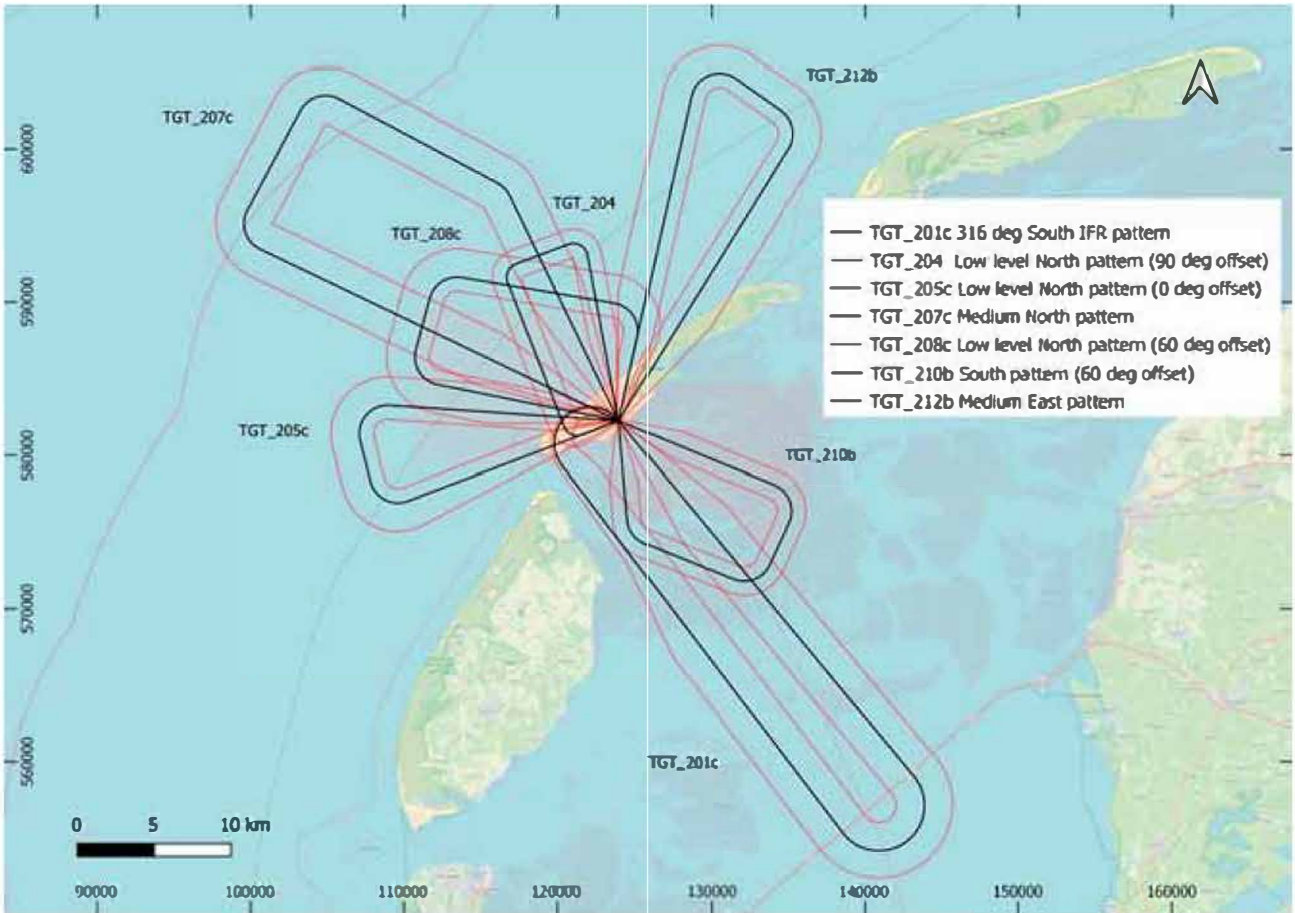 TGT_212b
TGT_207c
TGT_204
TGT_208c
TGT_205c
TGT_210b
TGT_201c
TGT_201c 316 deg South IFR pattern
TGT_204 Low level North pattern (90 deg offset)
TGT_205c Low level North pattern (0 deg offset)
TGT_207c Medium North pattern
TGT_208c Low level North pattern (60 deg offset)
TGT_210b South pattern (60 deg offset)
TGT_212b Medium East pattern
600000
590000
580000
570000
560000
0 5 10 km
90000 100000 110000 120000 130000 140000 150000 160000